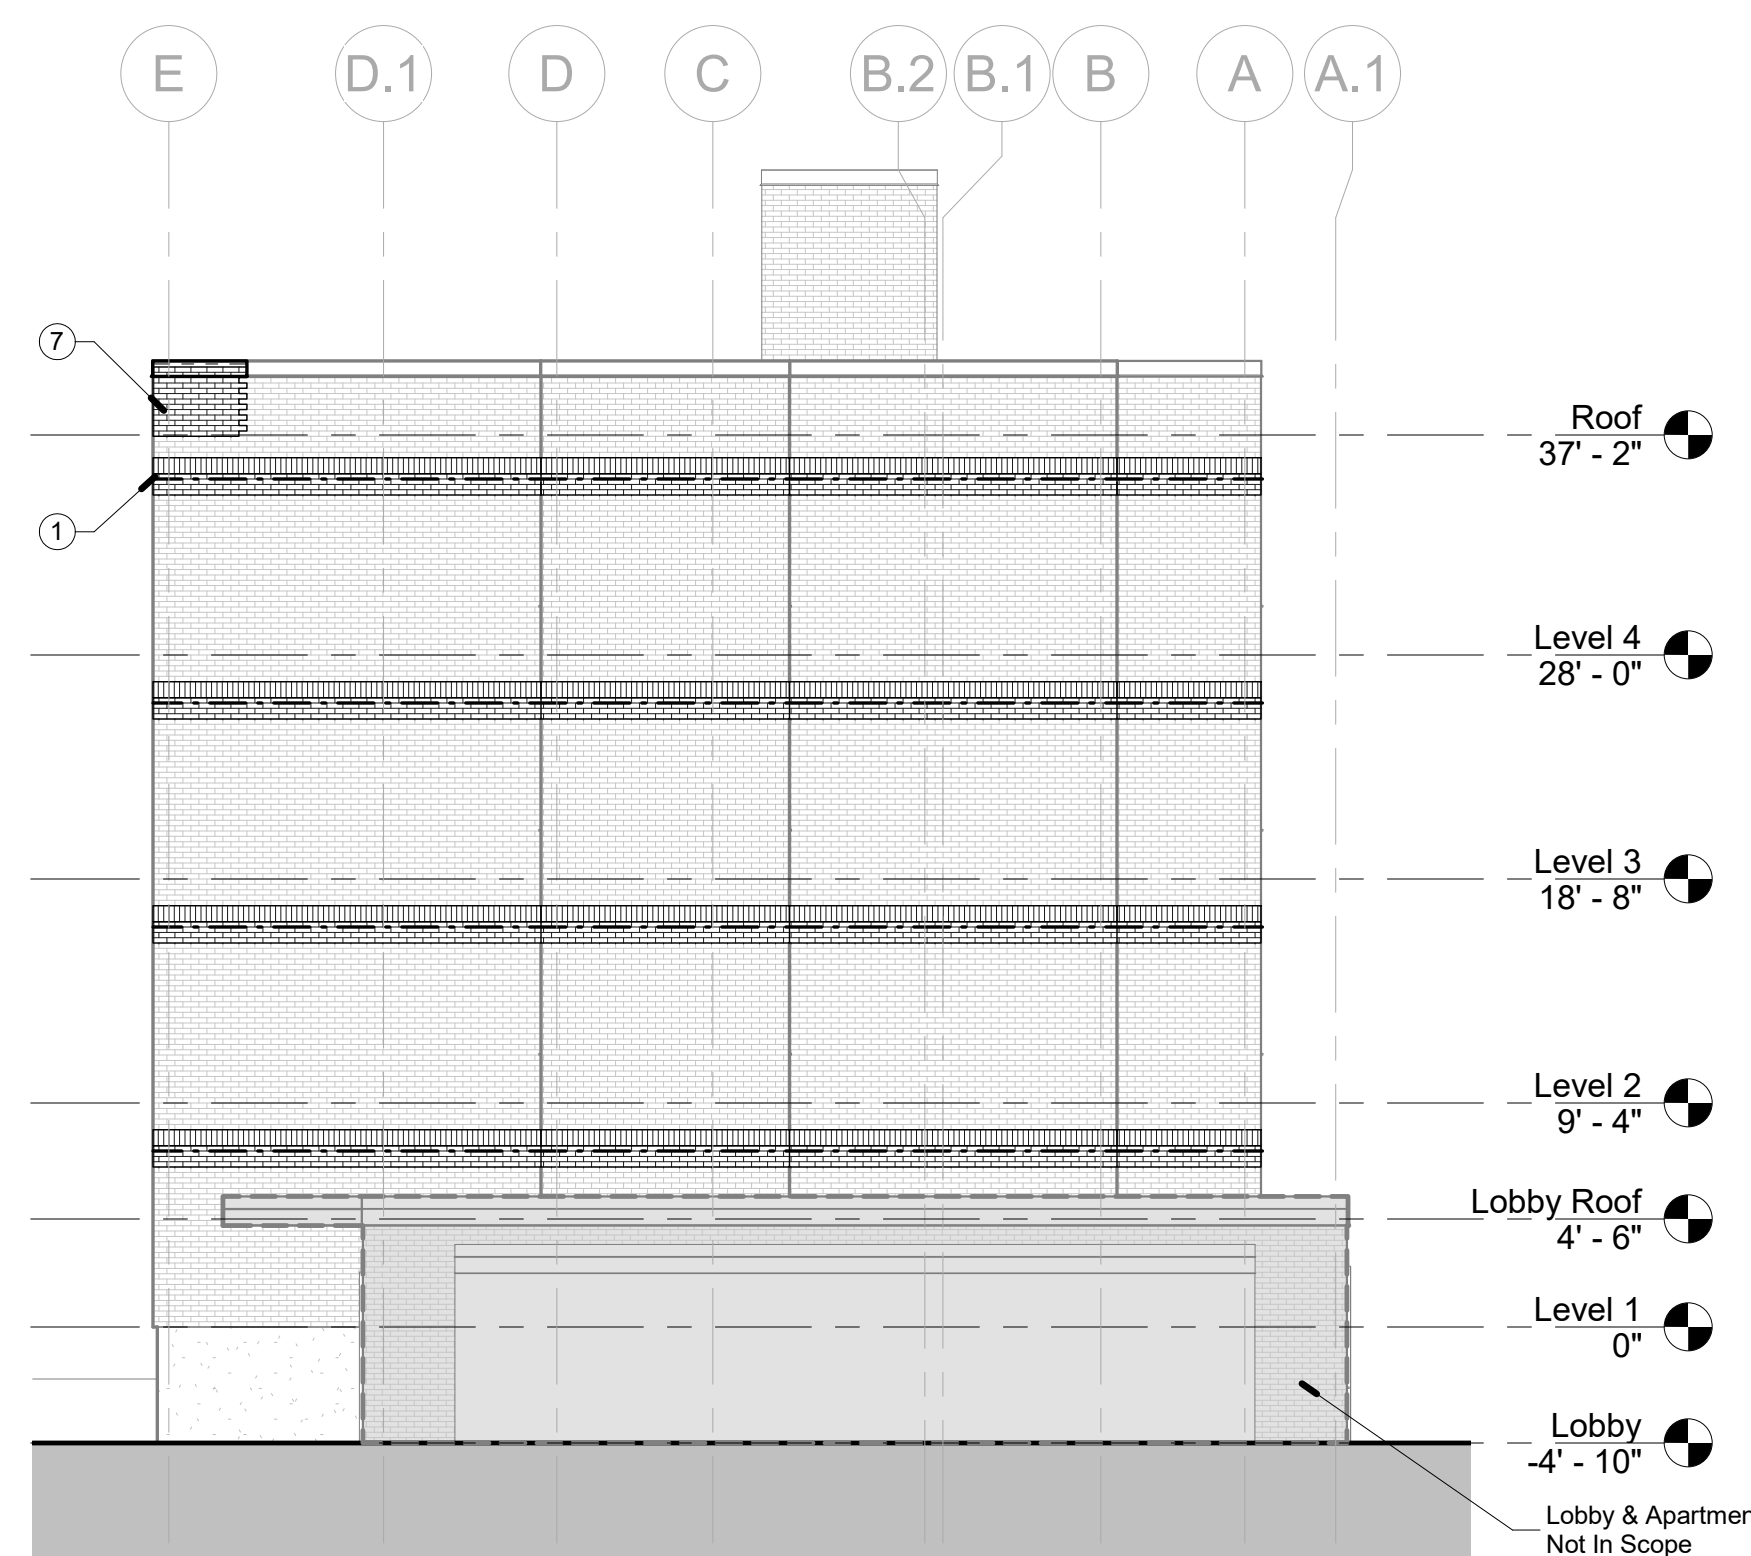 E D.1 D C B.2 B.1 B A A.1
7
Roof
37' - 2"
1
Level 4
28' - 0"
Level 3
18' - 8"
Level 2
9' - 4"
Lobby Roof
4' - 6"
Level 1
0"
Lobby
-4' - 10"
Lobby & Apartmen
Not In Scope